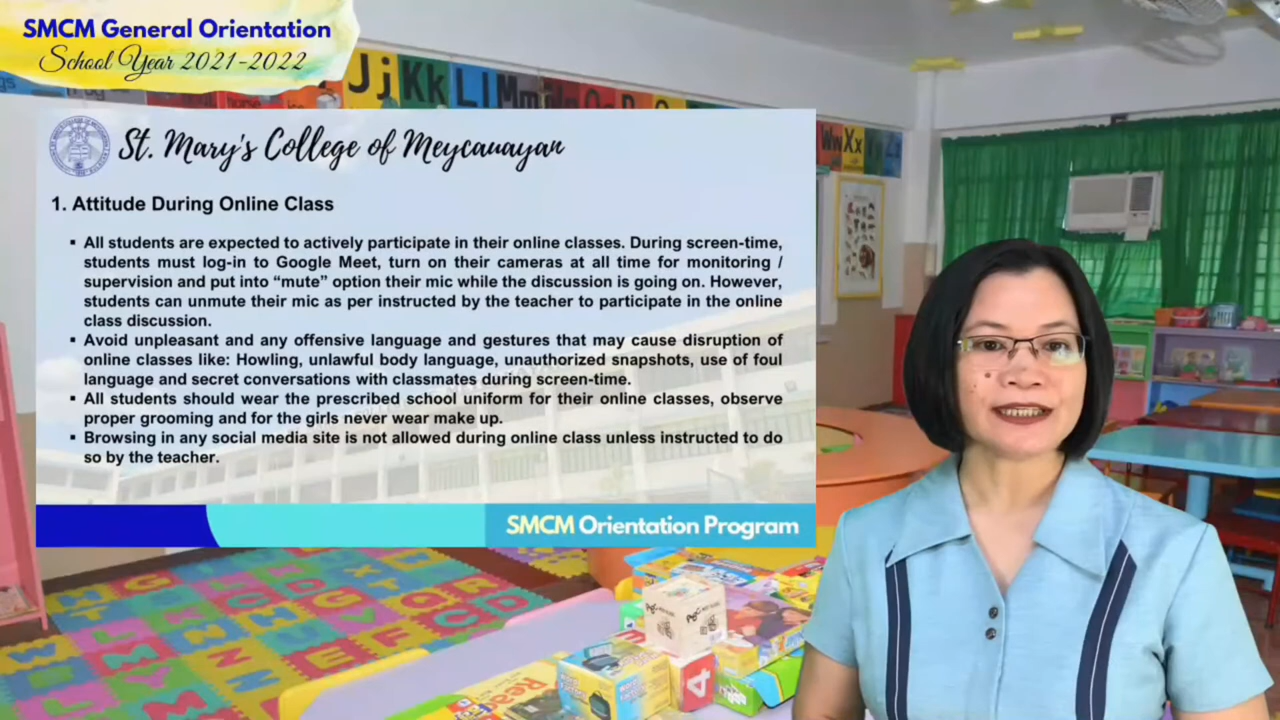 SMCM General Orientation
School Year 2021-2022
Jj Kk Ll Mm
Ww Xx
St. Mary's College of Meycauayan
1. Attitude During Online Class
▪ All students are expected to actively participate in their online classes. During screen-time,
students must log-in to Google Meet, turn on their cameras at all time for monitoring /
supervision and put into “mute” option their mic while the discussion is going on. However,
students can unmute their mic as per instructed by the teacher to participate in the online
class discussion.
▪ Avoid unpleasant and any offensive language and gestures that may cause disruption of
online classes like: Howling, unlawful body language, unauthorized snapshots, use of foul
language and secret conversations with classmates during screen-time.
▪ All students should wear the prescribed school uniform for their online classes, observe
proper grooming and for the girls never wear make up.
▪ Browsing in any social media site is not allowed during online class unless instructed to do
so by the teacher.
SMCM Orientation Program
4